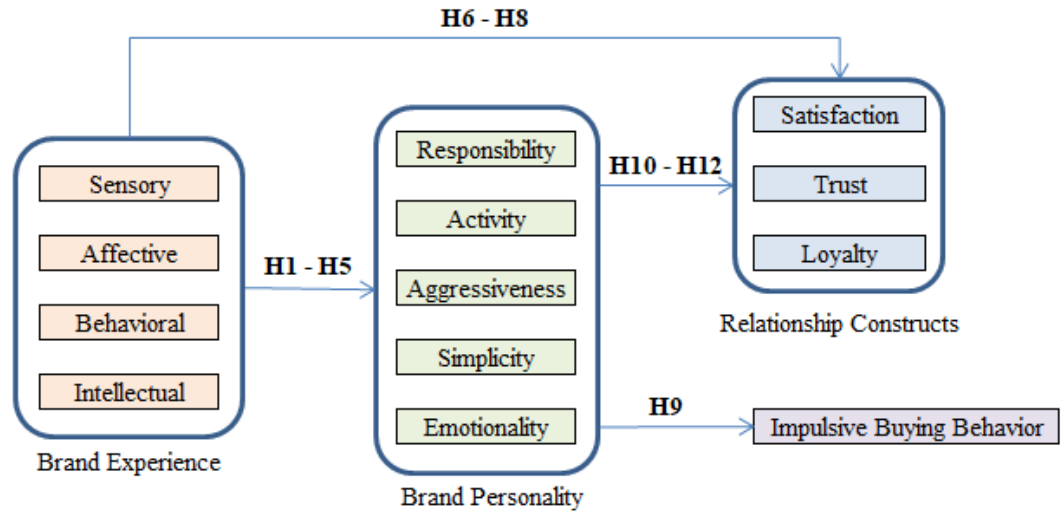 H6 - H8
Sensory
Affective
Behavioral
Intellectual
Brand Experience
H1 - H5
Responsibility
Activity
Aggressiveness
Simplicity
Emotionality
Brand Personality
H10 - H12
Satisfaction
Trust
Loyalty
Relationship Constructs
H9
Impulsive Buying Behavior